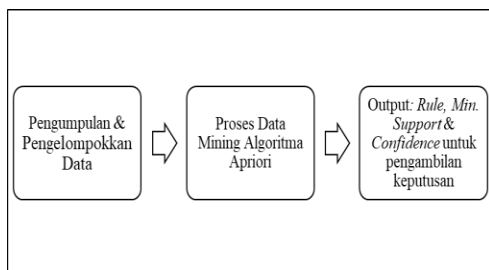 Pengumpulan &
Pengelompokkan
Data
Proses Data
Mining Algoritma
Apriori
Output: Rule, Min.
Support &
Confidence untuk
pengambilan
keputusan